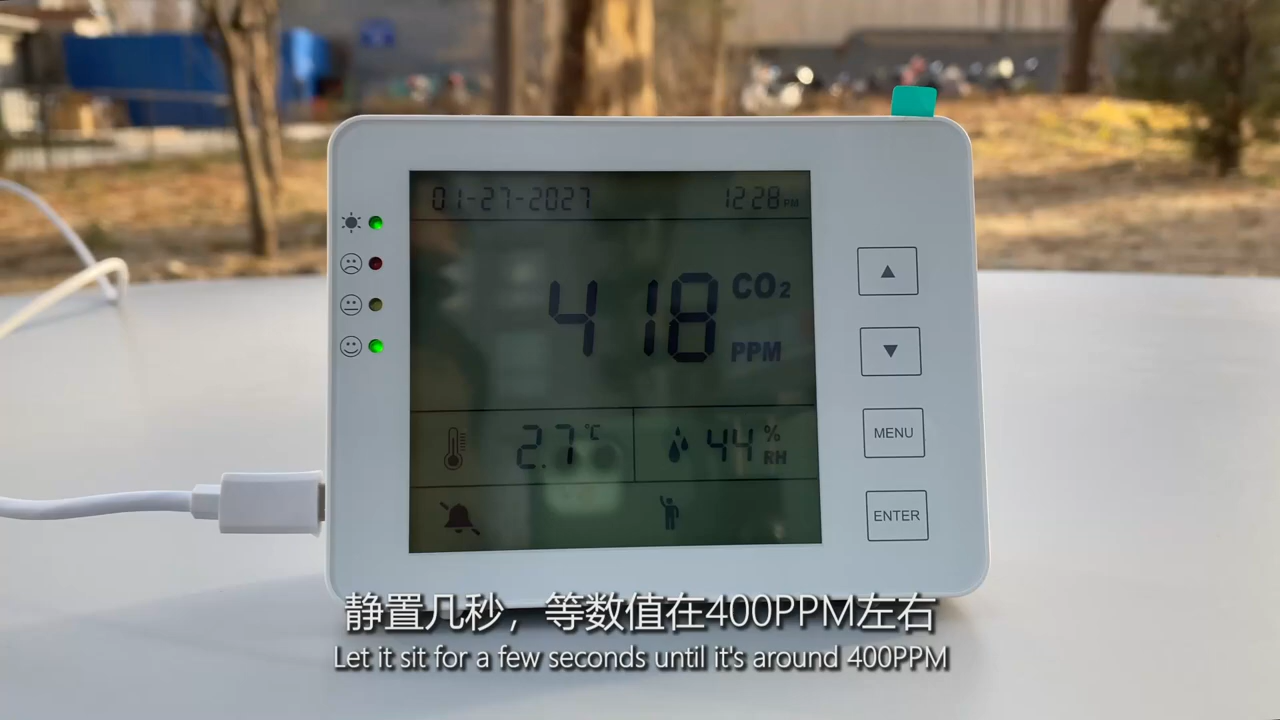 01-27-2027 12:28 PM
418 CO₂
PPM
2.7 °C 44 % RH
MENU
ENTER
静置几秒，等数值在400PPM左右
Let it sit for a few seconds until it's around 400PPM